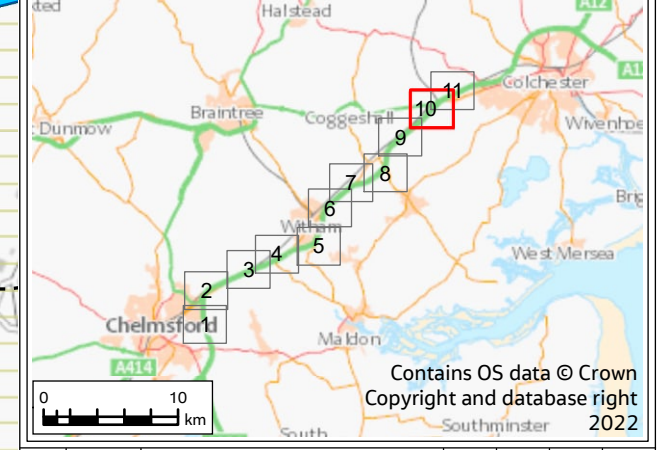 sted
Halstead
A12
11
Colchester
10
A1
Braintree
Coggeshall
: Dunmow
Wivenhoe
9
8
7
6
Brig
Witham
5
4
West Mersea
3
2
Chelmsford
1
Maldon
A414
Contains OS data © Crown
Copyright and database right
2022
0 10
km
South
Southminster